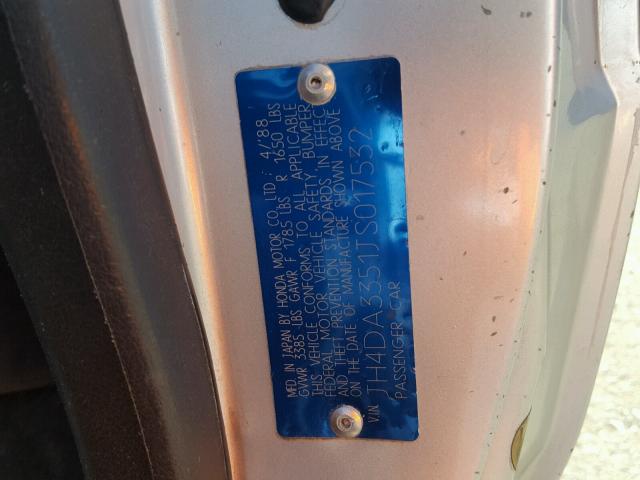 MFD IN JAPAN BY HONDA MOTOR CO., LTD. 4/88
GVWR 3385 LBS GAWR F 1785 LBS R 1650 LBS
THIS VEHICLE CONFORMS TO ALL APPLICABLE
FEDERAL MOTOR VEHICLE SAFETY, BUMPER,
AND THEFT PREVENTION STANDARDS IN EFFECT
ON THE DATE OF MANUFACTURE SHOWN ABOVE
VIN JH4DA3351JS017532
PASSENGER CAR